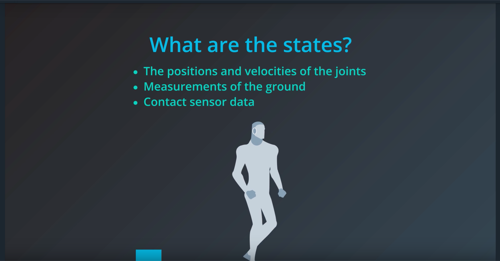 What are the states?
• The positions and velocities of the joints
• Measurements of the ground
• Contact sensor data